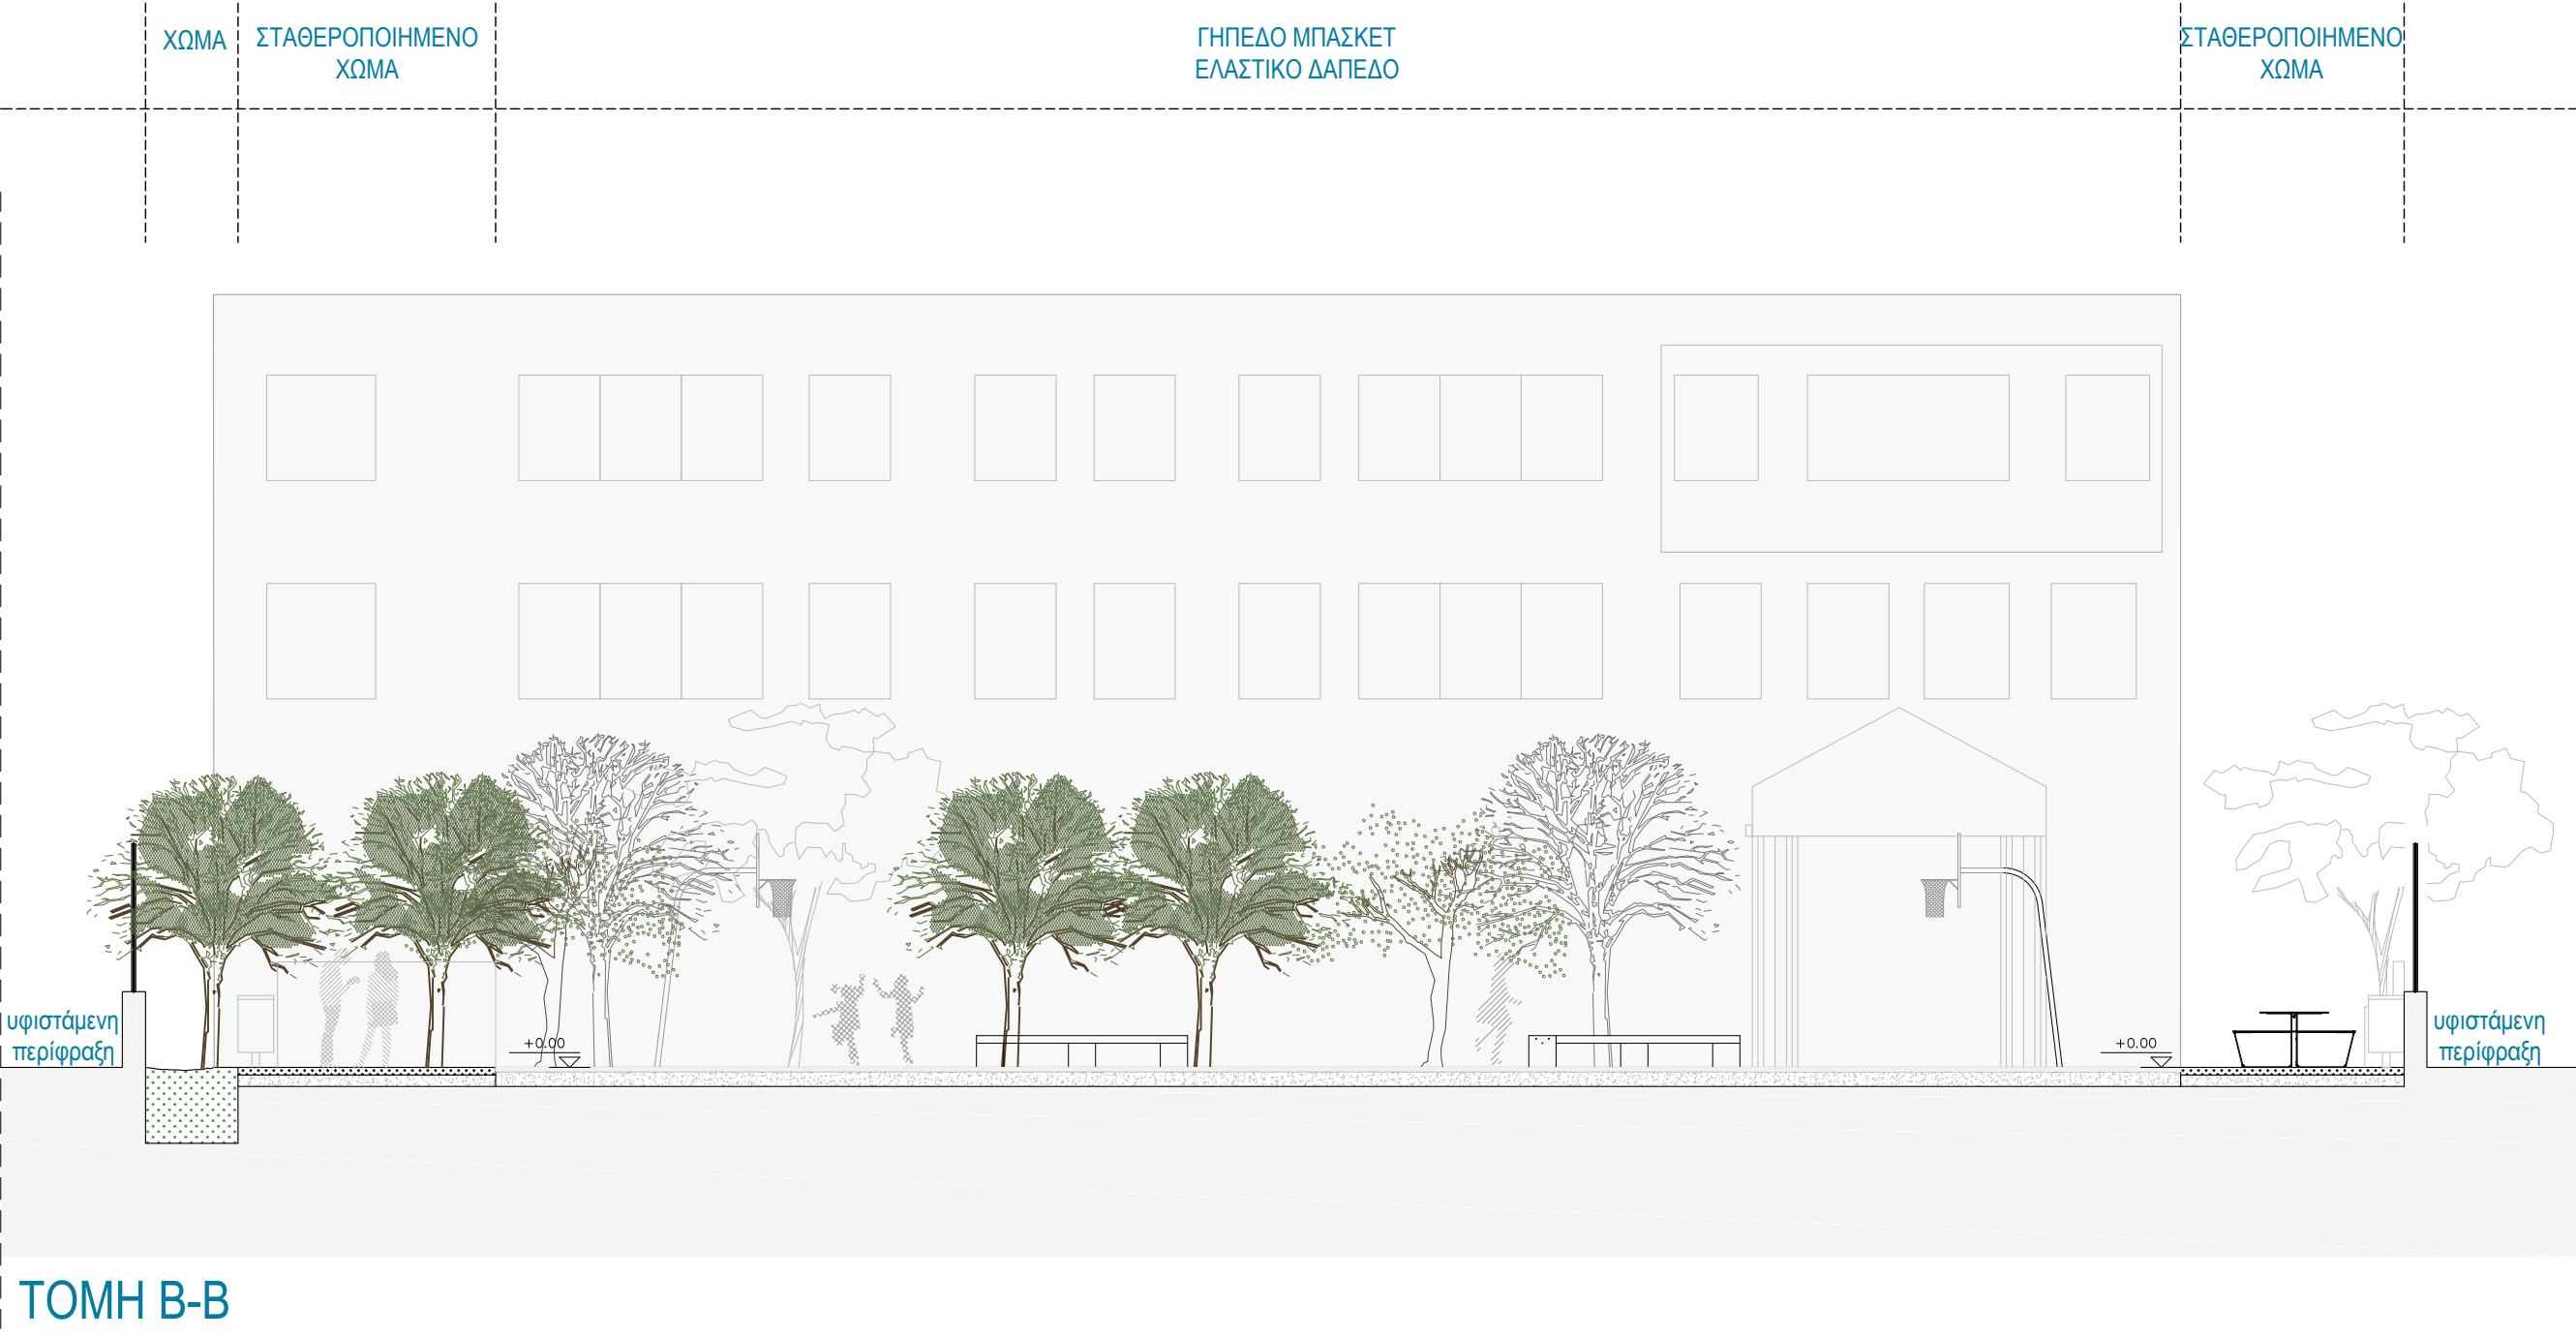 ΧΩΜΑ
ΣΤΑΘΕΡΟΠΟΙΗΜΕΝΟ
ΧΩΜΑ
ΓΗΠΕΔΟ ΜΠΑΣΚΕΤ
ΕΛΑΣΤΙΚΟ ΔΑΠΕΔΟ
ΣΤΑΘΕΡΟΠΟΙΗΜΕΝΟ
ΧΩΜΑ
υφιστάμενη
περίφραξη
+0.00
+0.00
υφιστάμενη
περίφραξη
ΤΟΜΗ Β-Β